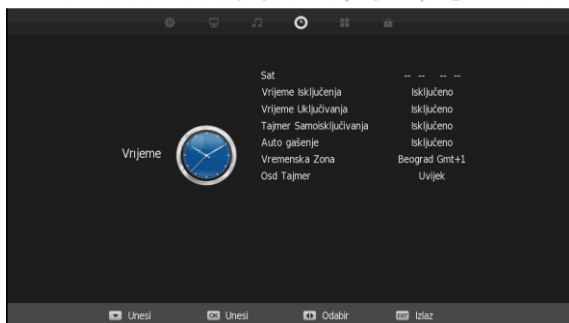 Sat -- -- -- --
Vrijeme Isključenja Isključeno
Vrijeme Uključivanja Isključeno
Tajmer Samoisključivanja Isključeno
Auto gašenje Isključeno
Vrijeme
Vremenska Zona Beograd Gmt+1
Osd Tajmer Uvijek
Unesi OK Unesi Odabir EXIT Izlaz